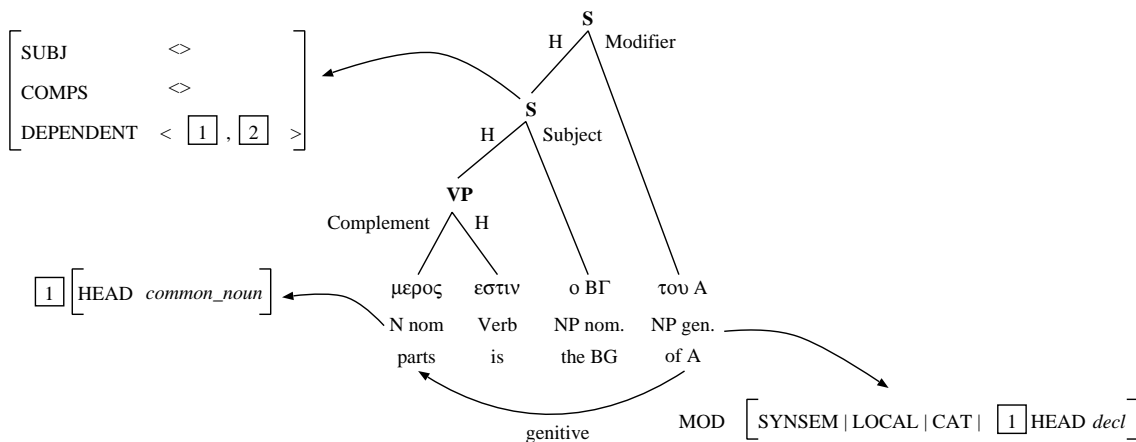 S
H Modifier
SUBJ <>
COMPS <>
DEPENDENT < 1 , 2 >
S
H Subject
VP
Complement H
1 HEAD common_noun
μερος εστιν ο ΒΓ του Α
N nom Verb NP nom. NP gen.
parts is the BG of A
genitive
MOD SYNSEM | LOCAL | CAT | 1 HEAD decl